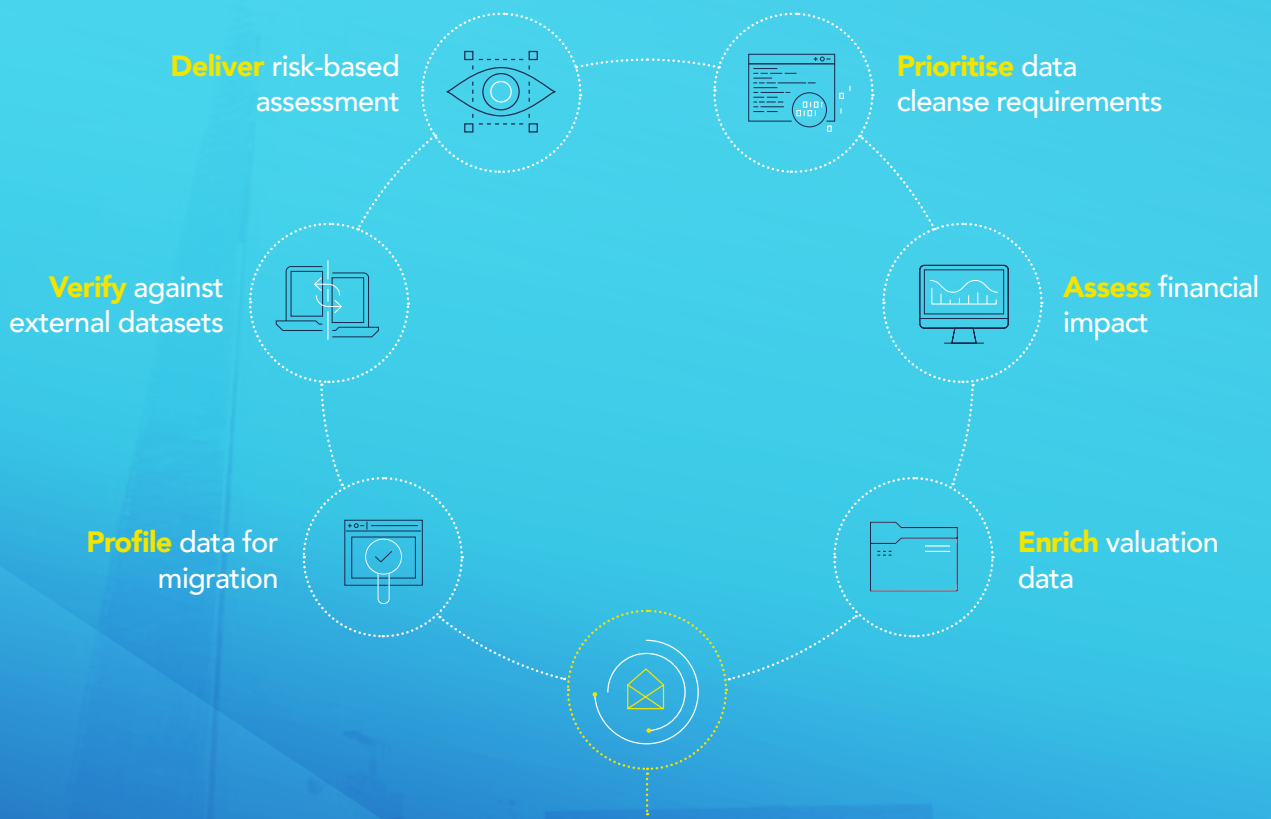 Deliver risk-based
assessment
Prioritise data
cleanse requirements
Verify against
external datasets
Assess financial
impact
Profile data for
migration
Enrich valuation
data